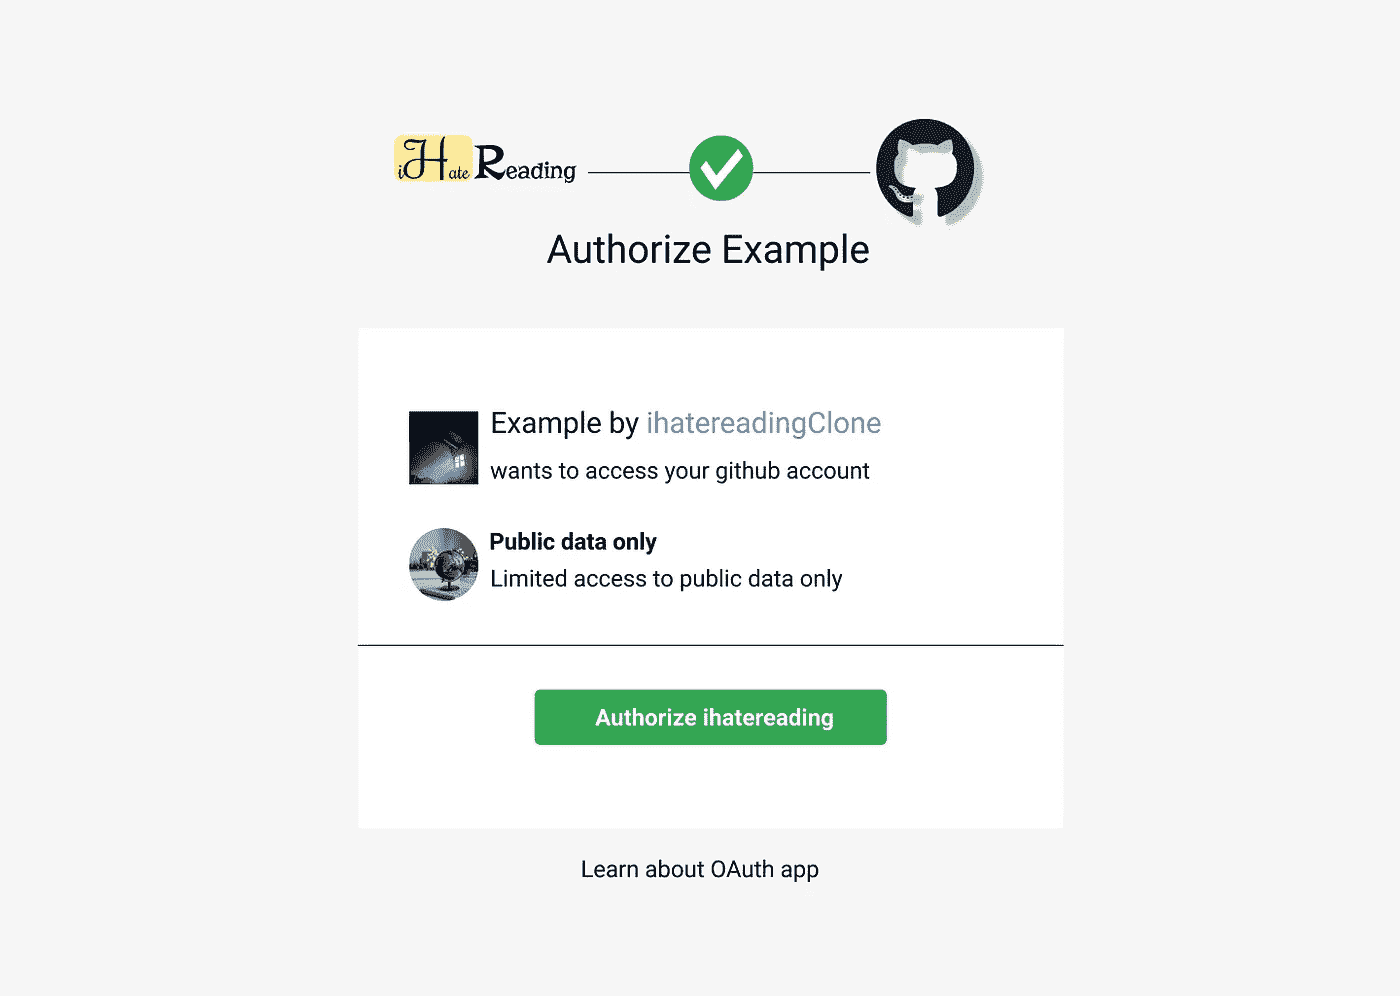 iHate Reading
Authorize Example
Example by ihatereadingClone
wants to access your github account
Public data only
Limited access to public data only
Authorize ihatereading
Learn about OAuth app